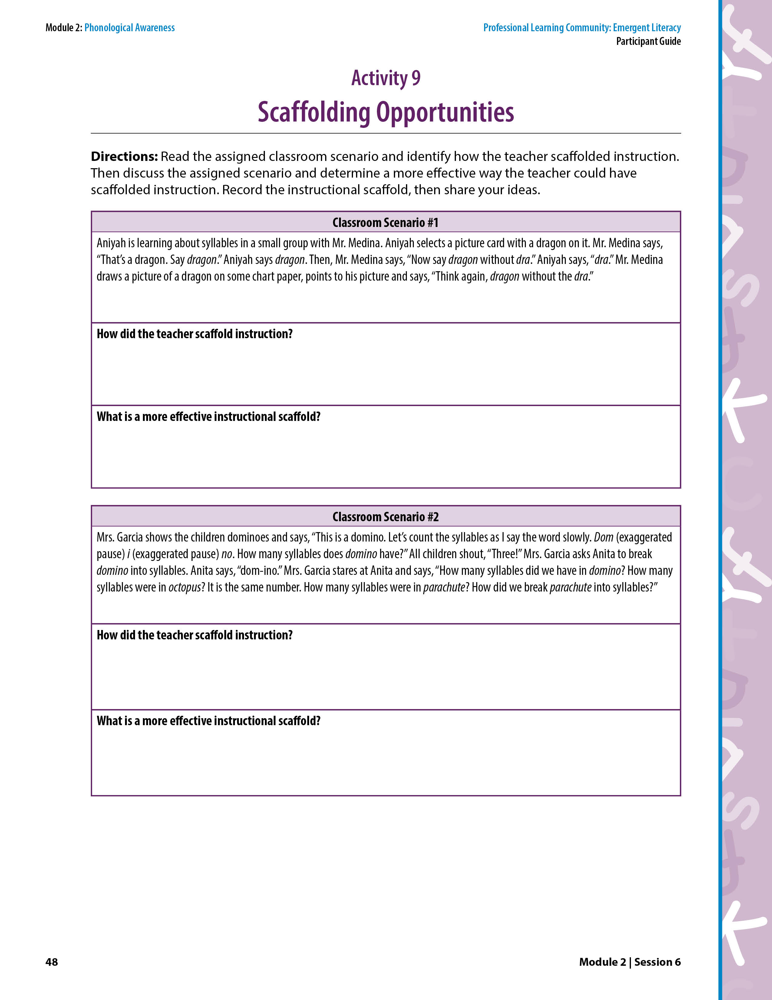 Module 2: Phonological Awareness
Professional Learning Community: Emergent Literacy
Participant Guide
Activity 9
Scaffolding Opportunities
Directions: Read the assigned classroom scenario and identify how the teacher scaffolded instruction.
Then discuss the assigned scenario and determine a more effective way the teacher could have
scaffolded instruction. Record the instructional scaffold, then share your ideas.
Classroom Scenario #1
Aniyah is learning about syllables in a small group with Mr. Medina. Aniyah selects a picture card with a dragon on it. Mr. Medina says,
“That’s a dragon. Say dragon.” Aniyah says dragon. Then, Mr. Medina says, “Now say dragon without dra.” Aniyah says, “dra.” Mr. Medina
draws a picture of a dragon on some chart paper, points to his picture and says, “Think again, dragon without the dra.”
How did the teacher scaffold instruction?
What is a more effective instructional scaffold?
Classroom Scenario #2
Mrs. Garcia shows the children dominoes and says, “This is a domino. Let’s count the syllables as I say the word slowly. Dom (exaggerated
pause) i (exaggerated pause) no. How many syllables does domino have?” All children shout, “Three!” Mrs. Garcia asks Anita to break
domino into syllables. Anita says, “dom-ino.” Mrs. Garcia stares at Anita and says, “How many syllables did we have in domino? How many
syllables were in octopus? It is the same number. How many syllables were in parachute? How did we break parachute into syllables?”
How did the teacher scaffold instruction?
What is a more effective instructional scaffold?
48
Module 2 | Session 6